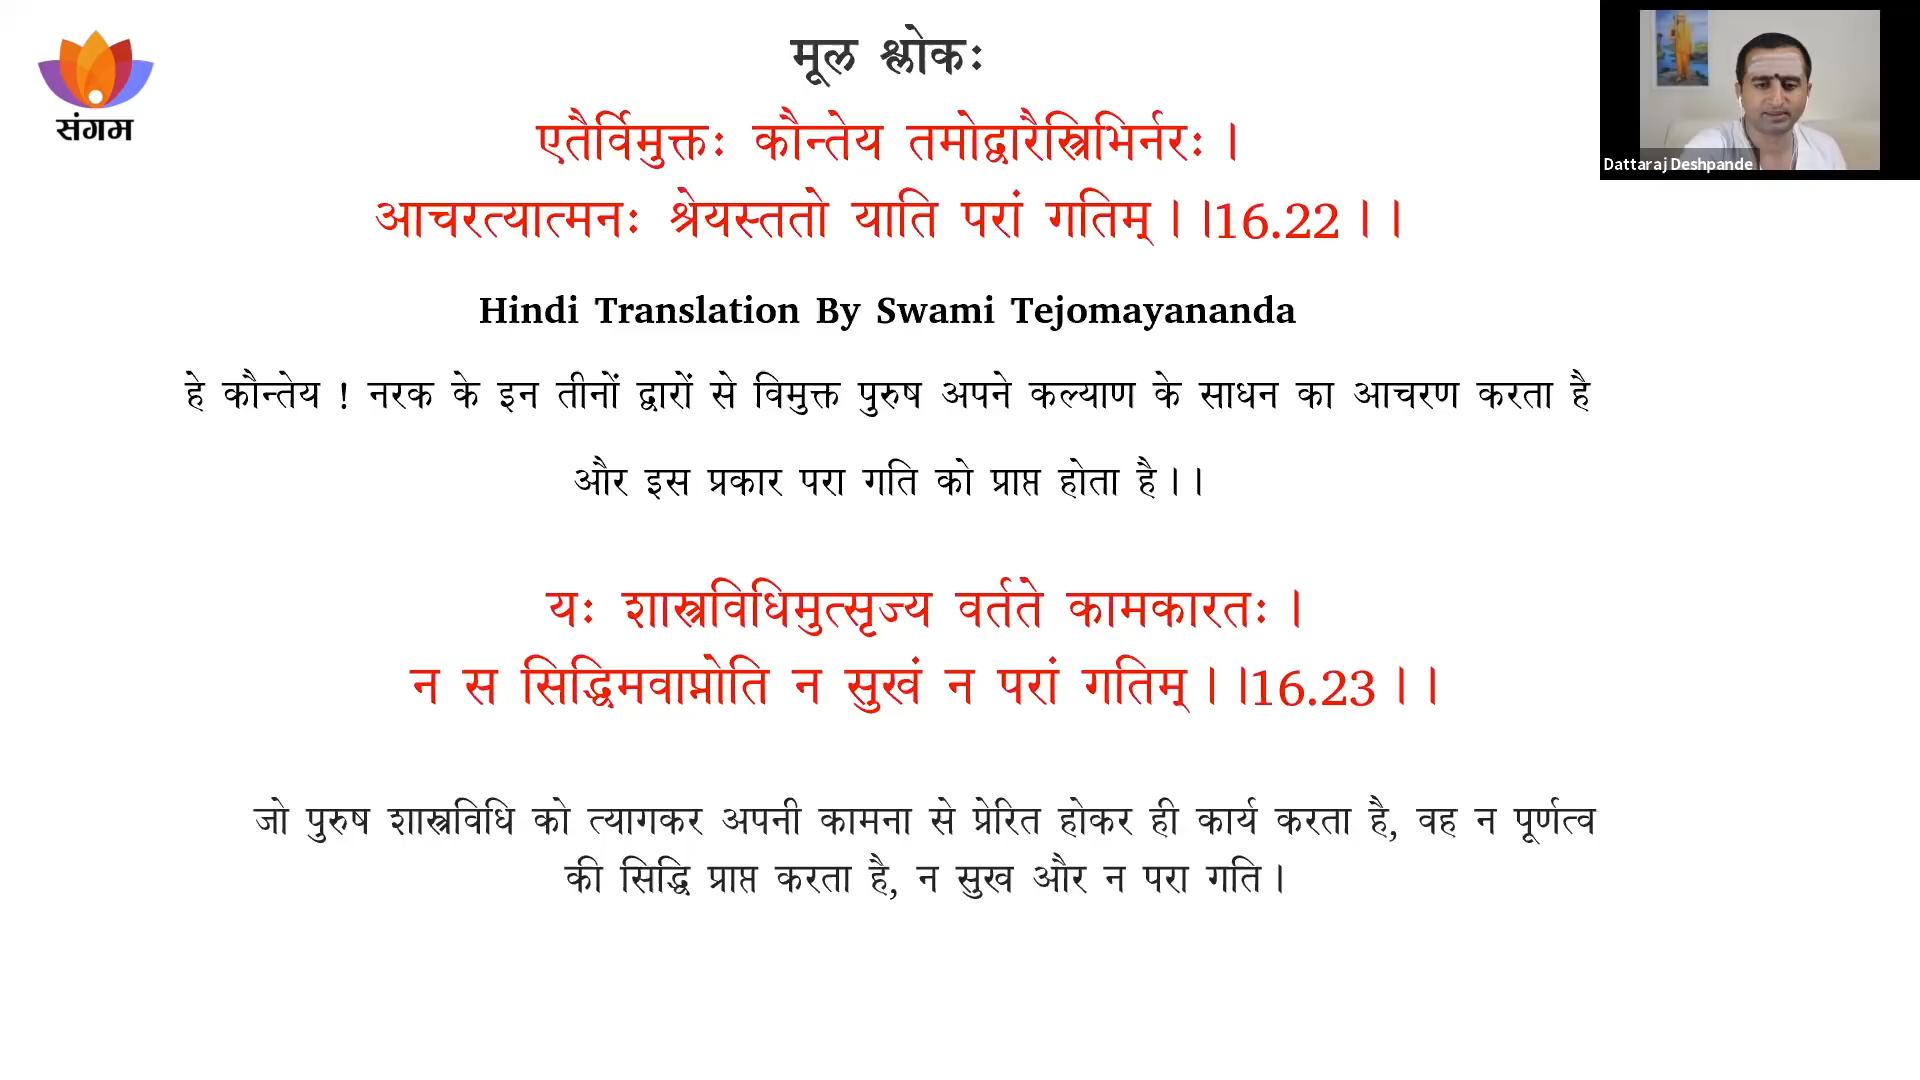 संगम
मूल श्लोकः
एतैर्विमुक्तः कौन्तेय तमोद्वारैस्त्रिभिर्नरः।
आचरत्यात्मनः श्रेयस्ततो याति परां गतिम्।।16.22।।
Hindi Translation By Swami Tejomayananda
हे कौन्तेय ! नरक के इन तीनों द्वारों से विमुक्त पुरुष अपने कल्याण के साधन का आचरण करता है
और इस प्रकार परा गति को प्राप्त होता है।।
यः शास्त्रविधिमुत्सृज्य वर्तते कामकारतः।
न स सिद्धिमवाप्नोति न सुखं न परां गतिम्।।16.23।।
जो पुरुष शास्त्रविधि को त्यागकर अपनी कामना से प्रेरित होकर ही कार्य करता है, वह न पूर्णत्व
की सिद्धि प्राप्त करता है, न सुख और न परा गति।
Dattaraj Deshpande